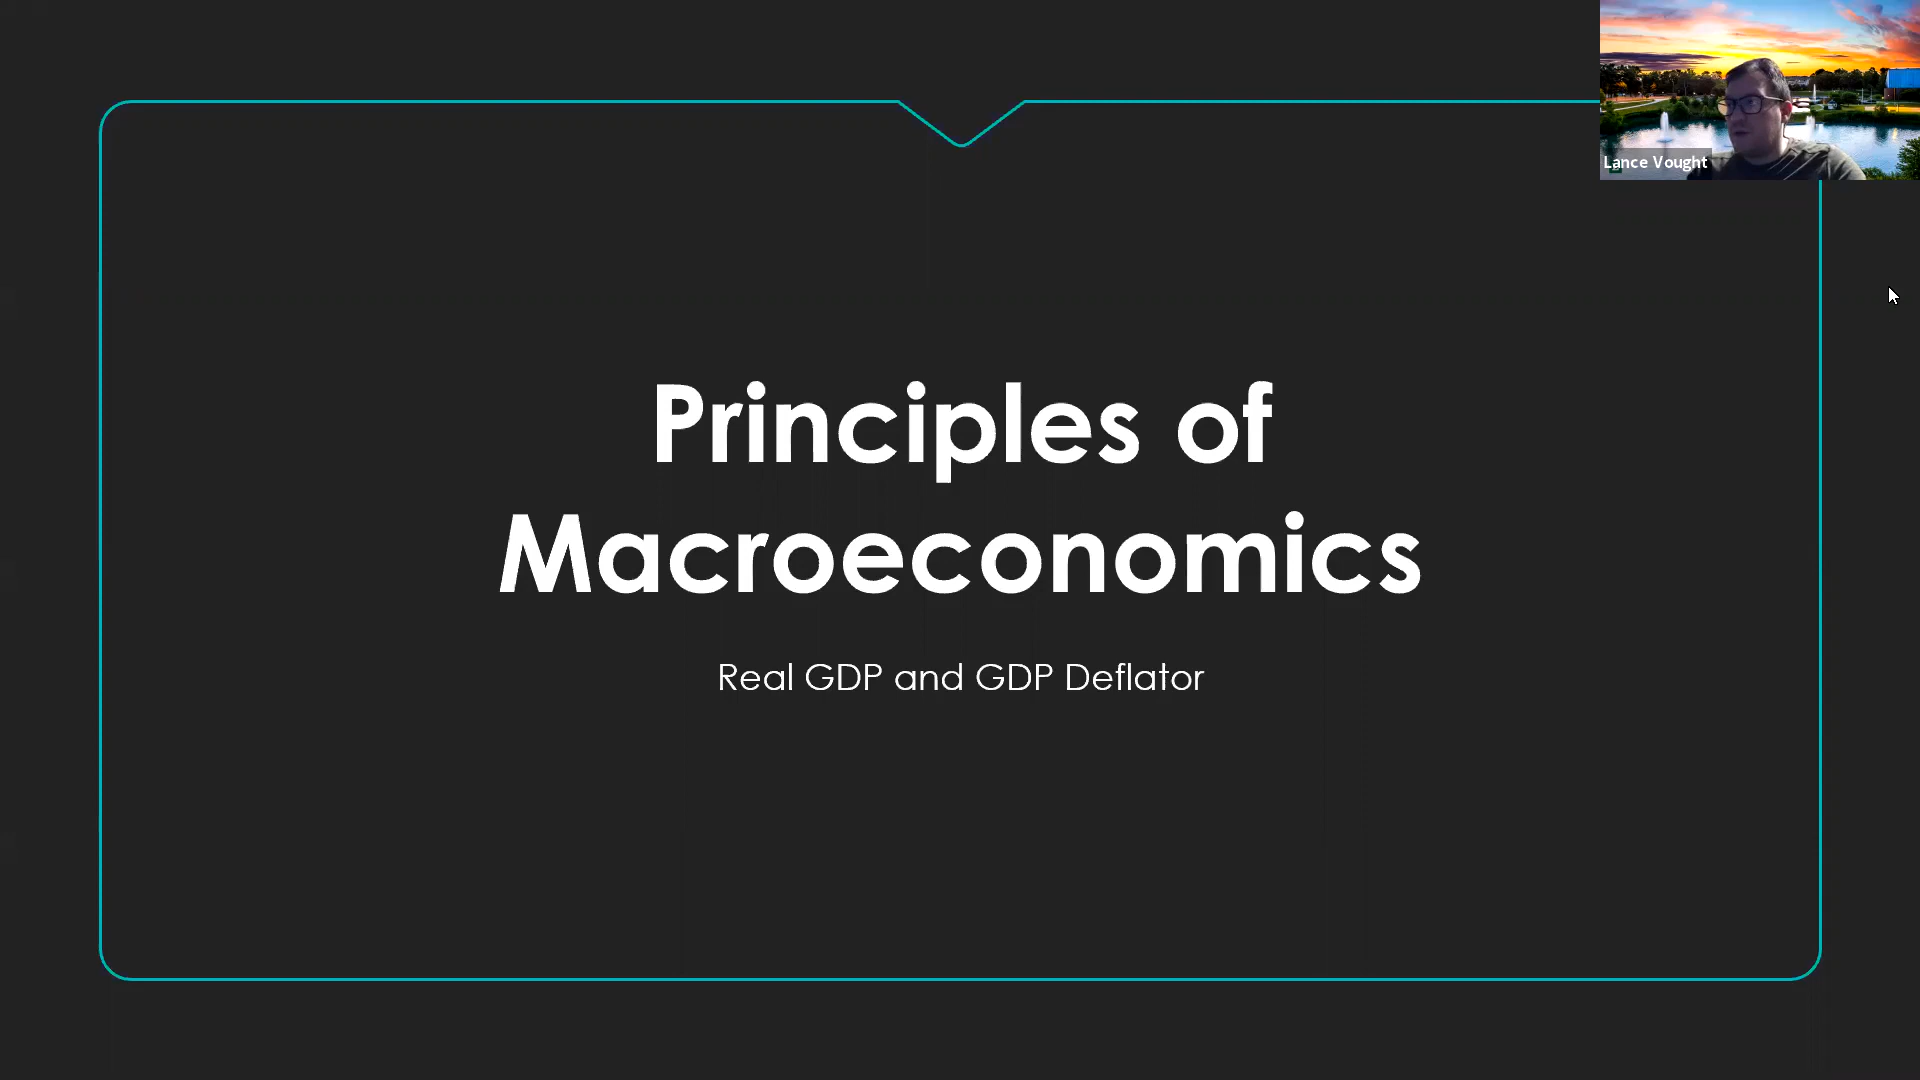 Lance Vought
Principles of
Macroeconomics
Real GDP and GDP Deflator